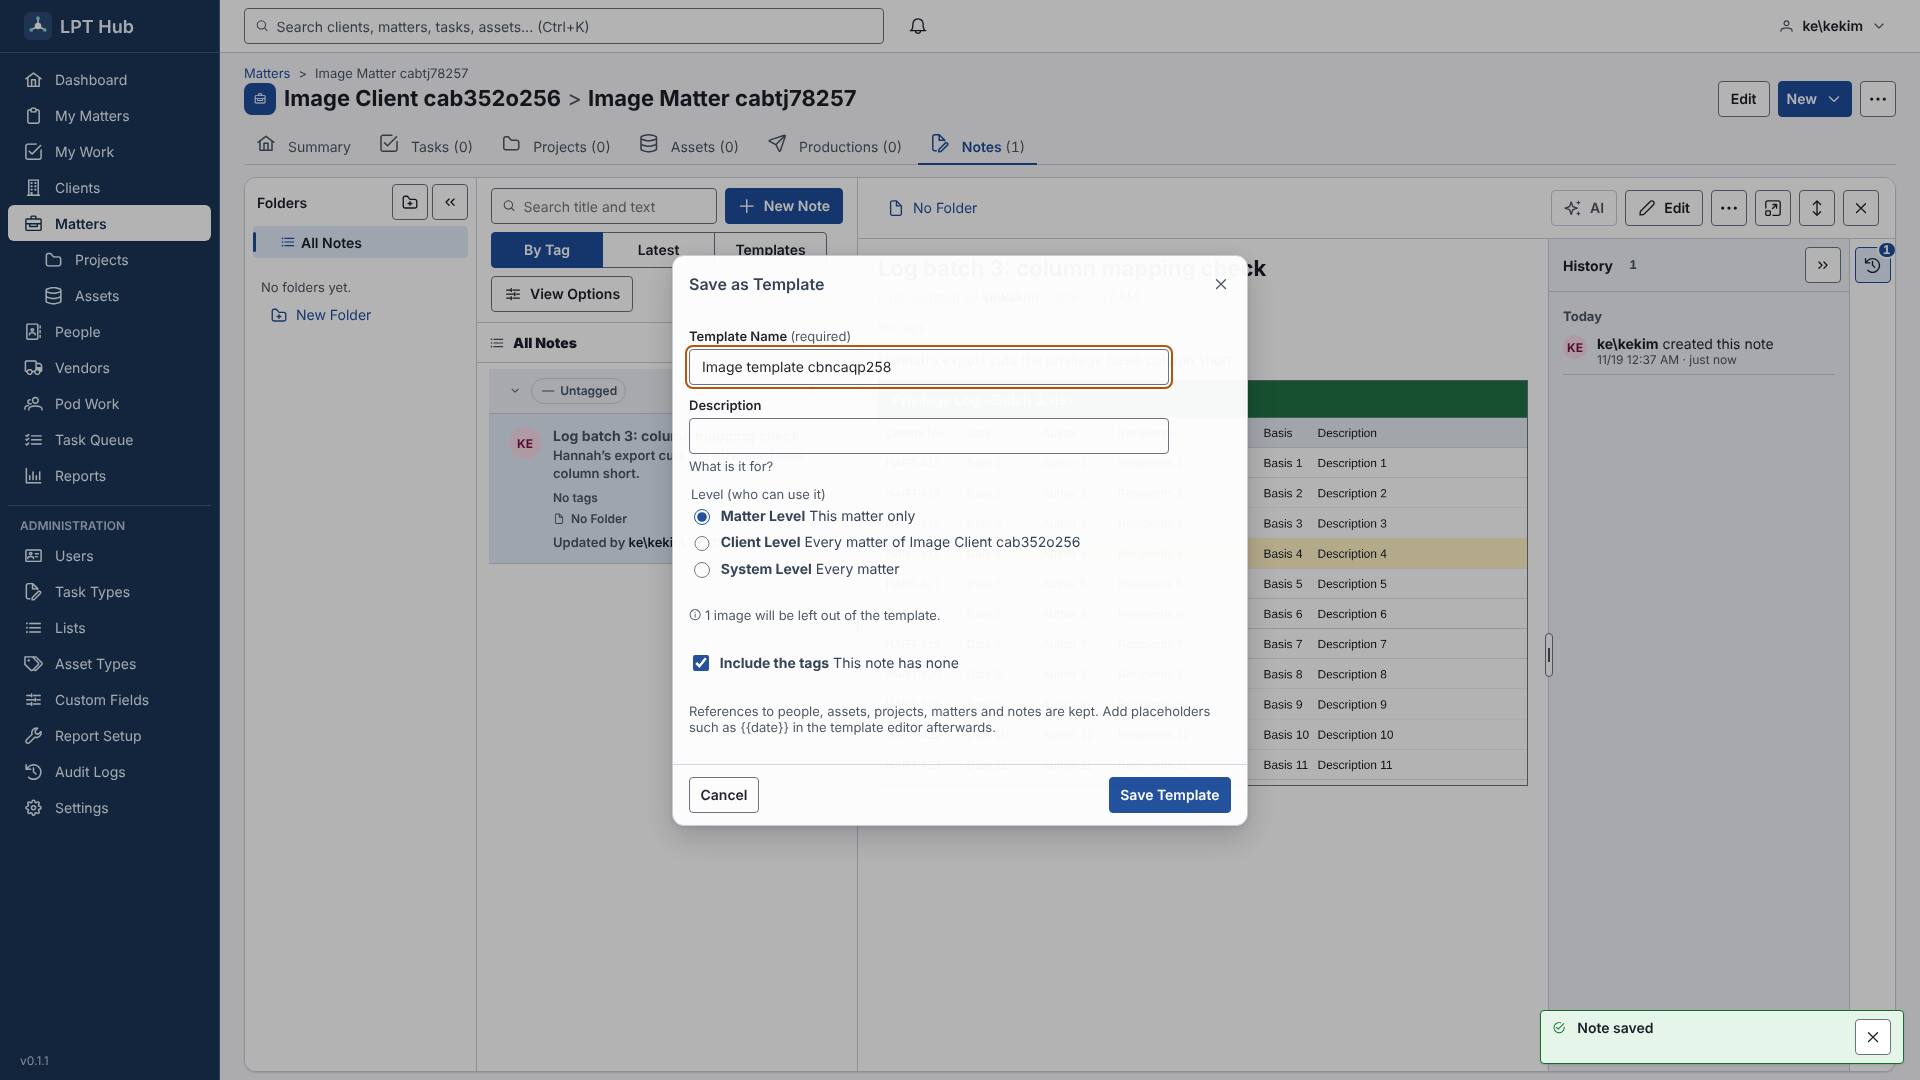 LPT Hub
Search clients, matters, tasks, assets... (Ctrl+K)
ke\kekim
Dashboard
My Matters
My Work
Clients
Matters
Projects
Assets
People
Vendors
Pod Work
Task Queue
Reports
ADMINISTRATION
Users
Task Types
Lists
Asset Types
Custom Fields
Report Setup
Audit Logs
Settings
v0.1.1
Matters > Image Matter cabtj78257
Image Client cab352o256 > Image Matter cabtj78257
Edit
New
Summary
Tasks (0)
Projects (0)
Assets (0)
Productions (0)
Notes (1)
Folders
All Notes
No folders yet.
New Folder
Search title and text
New Note
By Tag
Latest
Templates
View Options
All Notes
— Untagged
KE
Log batch 3: column mapping check
Hannah’s export cu
column short.
No tags
No Folder
Updated by ke\keki
No Folder
AI
Edit
Log batch 3: column mapping check
Basis Description
Basis 1 Description 1
Basis 2 Description 2
Basis 3 Description 3
Basis 4 Description 4
Basis 5 Description 5
Basis 6 Description 6
Basis 7 Description 7
Basis 8 Description 8
Basis 9 Description 9
Basis 10 Description 10
Basis 11 Description 11
History 1
1
Today
KE
ke\kekim created this note
11/19 12:37 AM · just now
Save as Template
Template Name (required)
Image template cbncaqp258
Description
What is it for?
Level (who can use it)
Matter Level This matter only
Client Level Every matter of Image Client cab352o256
System Level Every matter
1 image will be left out of the template.
Include the tags This note has none
References to people, assets, projects, matters and notes are kept. Add placeholders
such as {{date}} in the template editor afterwards.
Cancel
Save Template
Note saved